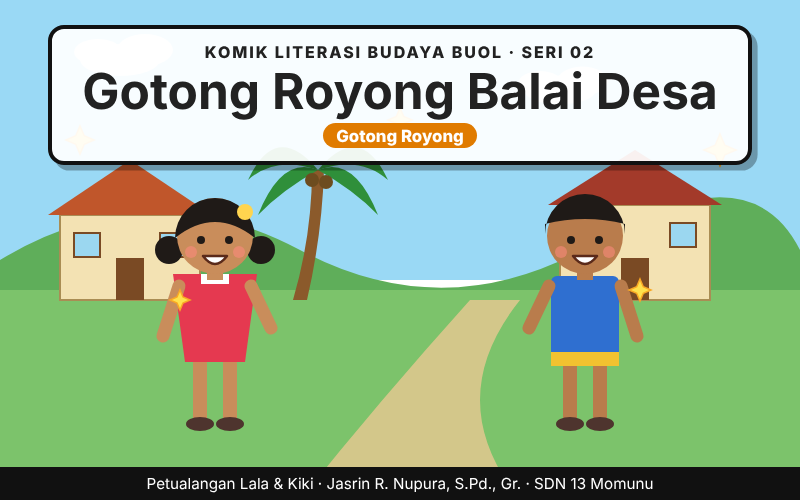 KOMIK LITERASI BUDAYA BUOL · SERI 02
Gotong Royong Balai Desa
Gotong Royong
Petualangan Lala & Kiki · Jasrin R. Nupura, S.Pd., Gr. · SDN 13 Momunu